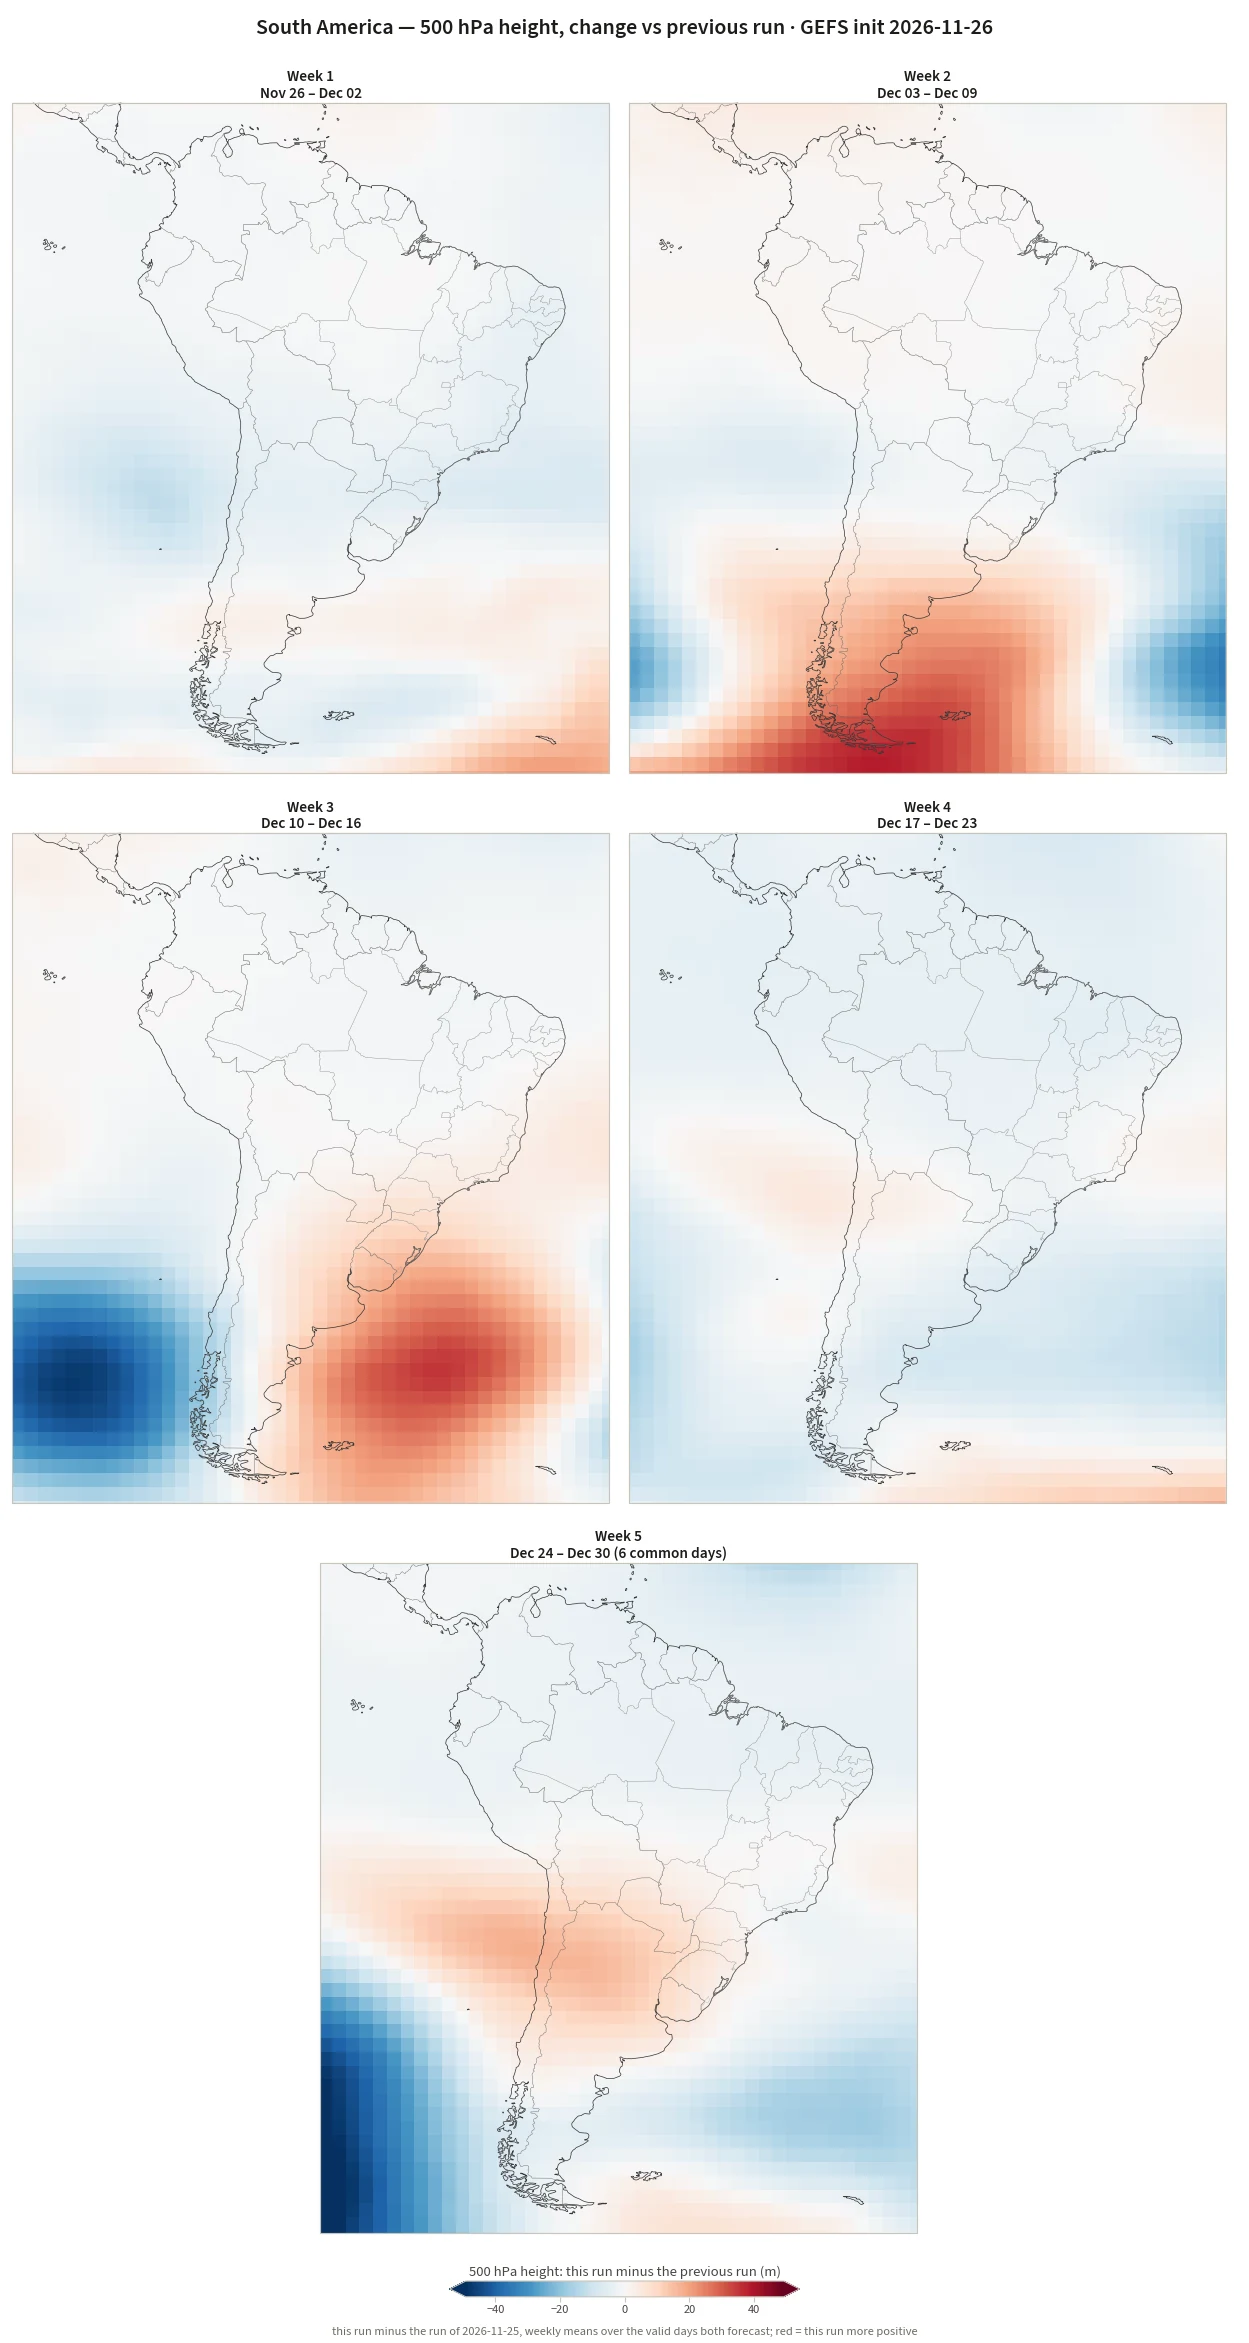 South America — 500 hPa height, change vs previous run · GEFS init 2026-11-26
Week 1
Nov 26 – Dec 02
Week 2
Dec 03 – Dec 09
Week 3
Dec 10 – Dec 16
Week 4
Dec 17 – Dec 23
Week 5
Dec 24 – Dec 30 (6 common days)
500 hPa height: this run minus the previous run (m)
−40 −20 0 20 40
this run minus the run of 2026-11-25, weekly means over the valid days both forecast; red = this run more positive